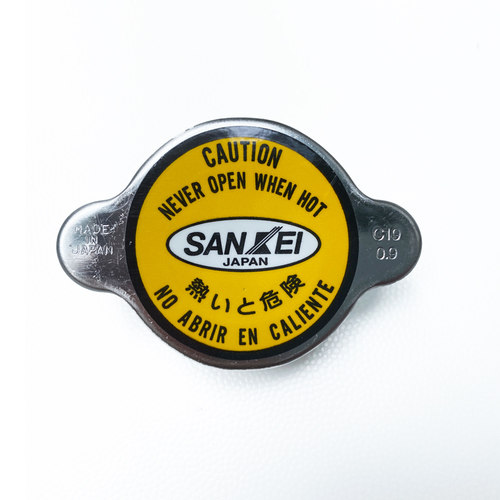 CAUTION
NEVER OPEN WHEN HOT
MADE
IN
JAPAN
SANKEI
JAPAN
C19
0.9
熱いと危険
NO ABRIR EN CALIENTE